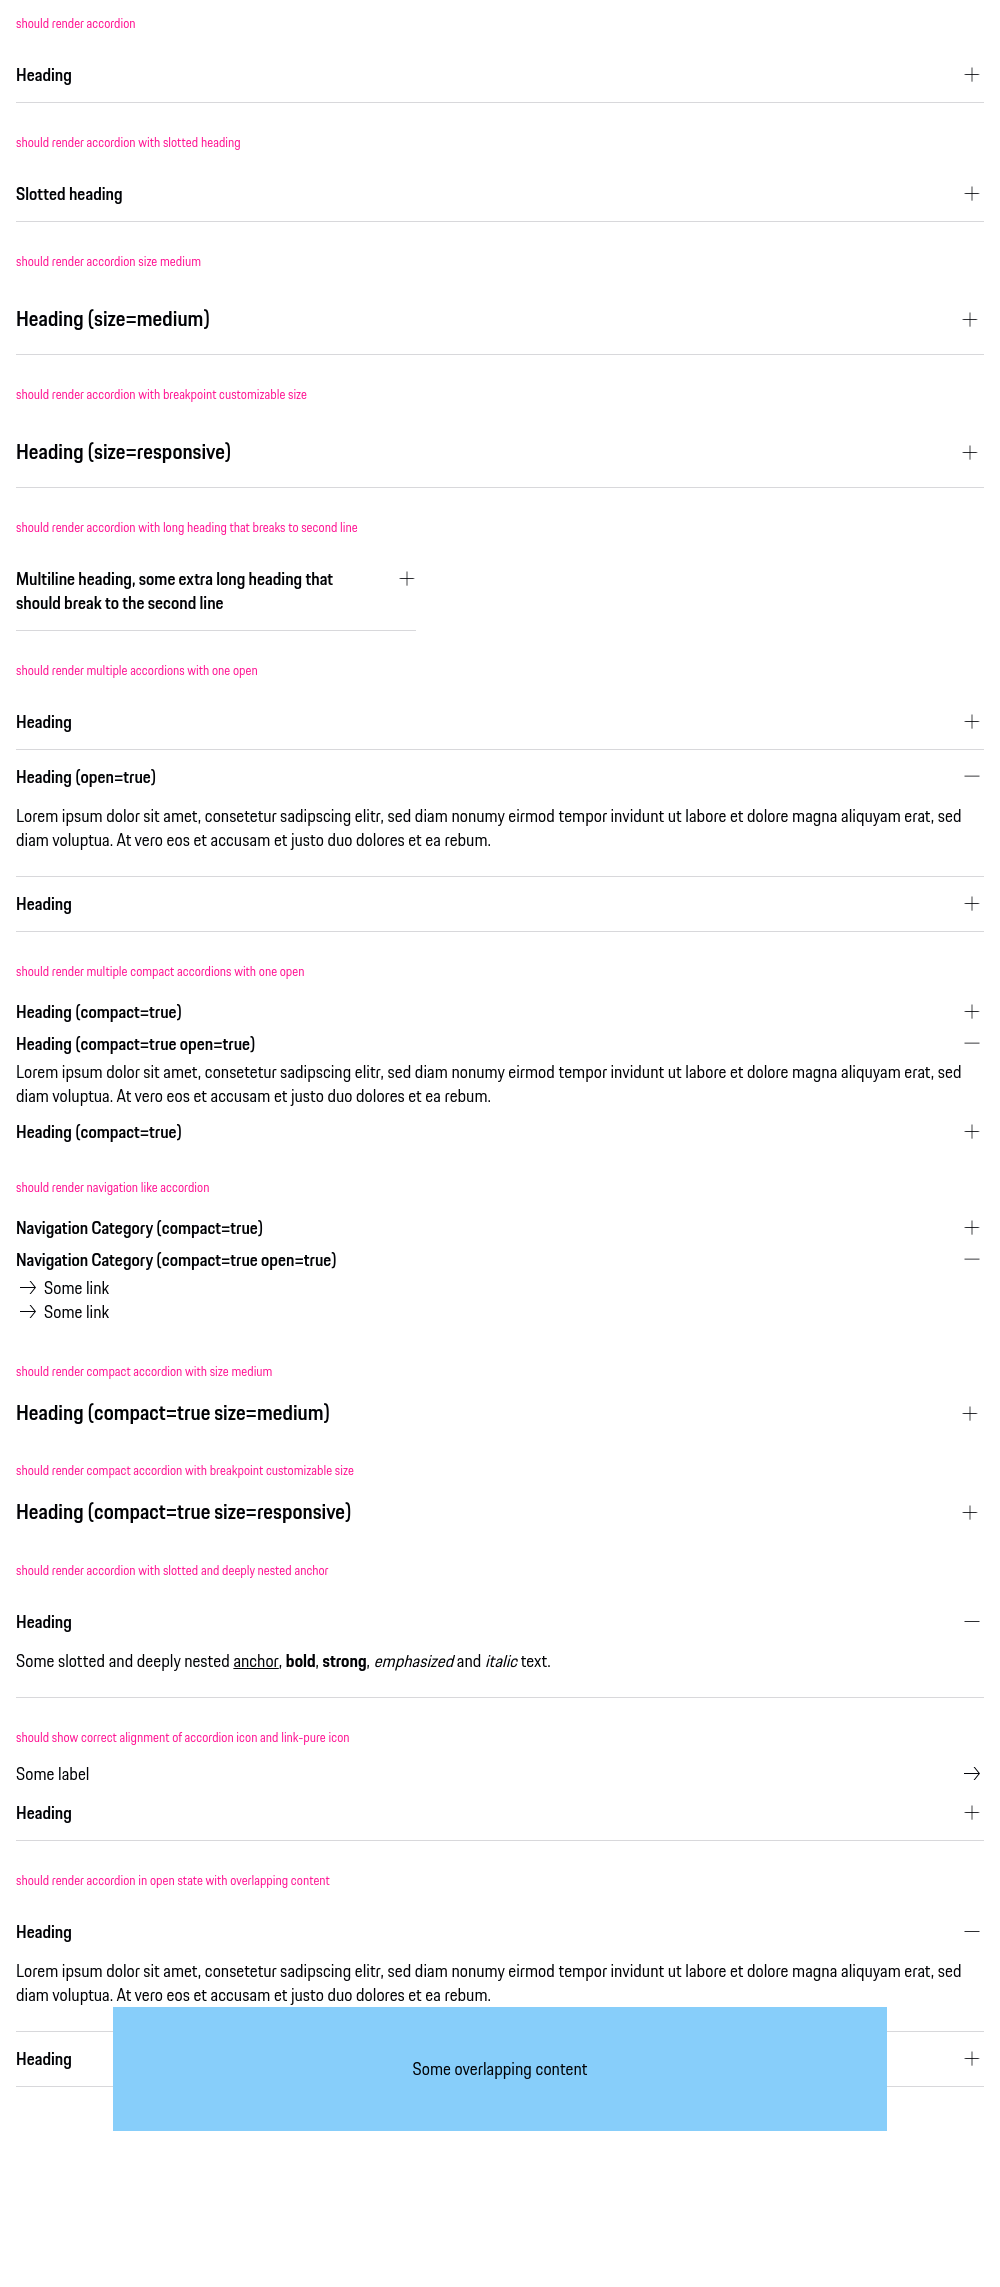 should render accordion
Heading
should render accordion with slotted heading
Slotted heading
should render accordion size medium
Heading (size=medium)
should render accordion with breakpoint customizable size
Heading (size=responsive)
should render accordion with long heading that breaks to second line
Multiline heading, some extra long heading that
should break to the second line
should render multiple accordions with one open
Heading
Heading (open=true)
Lorem ipsum dolor sit amet, consetetur sadipscing elitr, sed diam nonumy eirmod tempor invidunt ut labore et dolore magna aliquyam erat, sed
diam voluptua. At vero eos et accusam et justo duo dolores et ea rebum.
Heading
should render multiple compact accordions with one open
Heading (compact=true)
Heading (compact=true open=true)
Lorem ipsum dolor sit amet, consetetur sadipscing elitr, sed diam nonumy eirmod tempor invidunt ut labore et dolore magna aliquyam erat, sed
diam voluptua. At vero eos et accusam et justo duo dolores et ea rebum.
Heading (compact=true)
should render navigation like accordion
Navigation Category (compact=true)
Navigation Category (compact=true open=true)
Some link
Some link
should render compact accordion with size medium
Heading (compact=true size=medium)
should render compact accordion with breakpoint customizable size
Heading (compact=true size=responsive)
should render accordion with slotted and deeply nested anchor
Heading
Some slotted and deeply nested anchor, bold, strong, emphasized and italic text.
should show correct alignment of accordion icon and link-pure icon
Some label
Heading
should render accordion in open state with overlapping content
Heading
Lorem ipsum dolor sit amet, consetetur sadipscing elitr, sed diam nonumy eirmod tempor invidunt ut labore et dolore magna aliquyam erat, sed
diam voluptua. At vero eos et accusam et justo duo dolores et ea rebum.
Heading
Some overlapping content